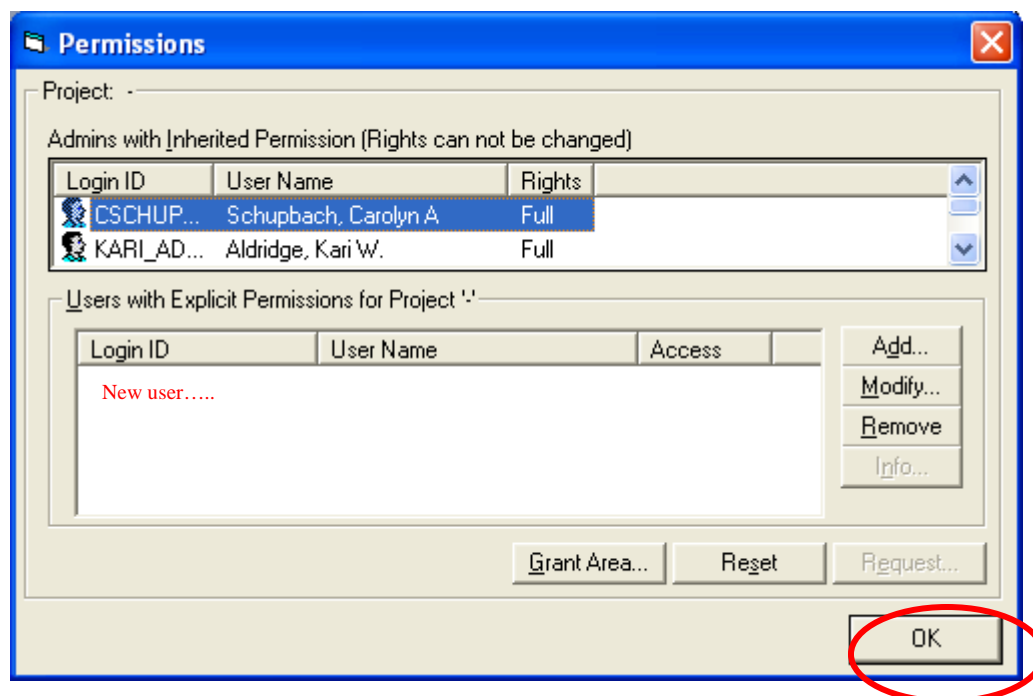 Permissions
Project: -
Admins with Inherited Permission (Rights can not be changed)
Login ID User Name Rights
CSCHUP... Schupbach, Carolyn A Full
KARI_AD... Aldridge, Kari W. Full
Users with Explicit Permissions for Project '-'
Login ID User Name Access
New user…..
Add...
Modify...
Remove
Info...
Grant Area... Reset Request...
OK